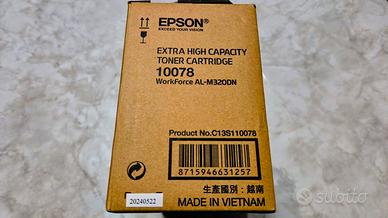 EPSON®
EXCEED YOUR VISION
EXTRA HIGH CAPACITY
TONER CARTRIDGE
10078
WorkForce AL-M320DN
Product No.C13S110078
8715946631257
生產國別：越南
MADE IN VIETNAM
20240522
subito